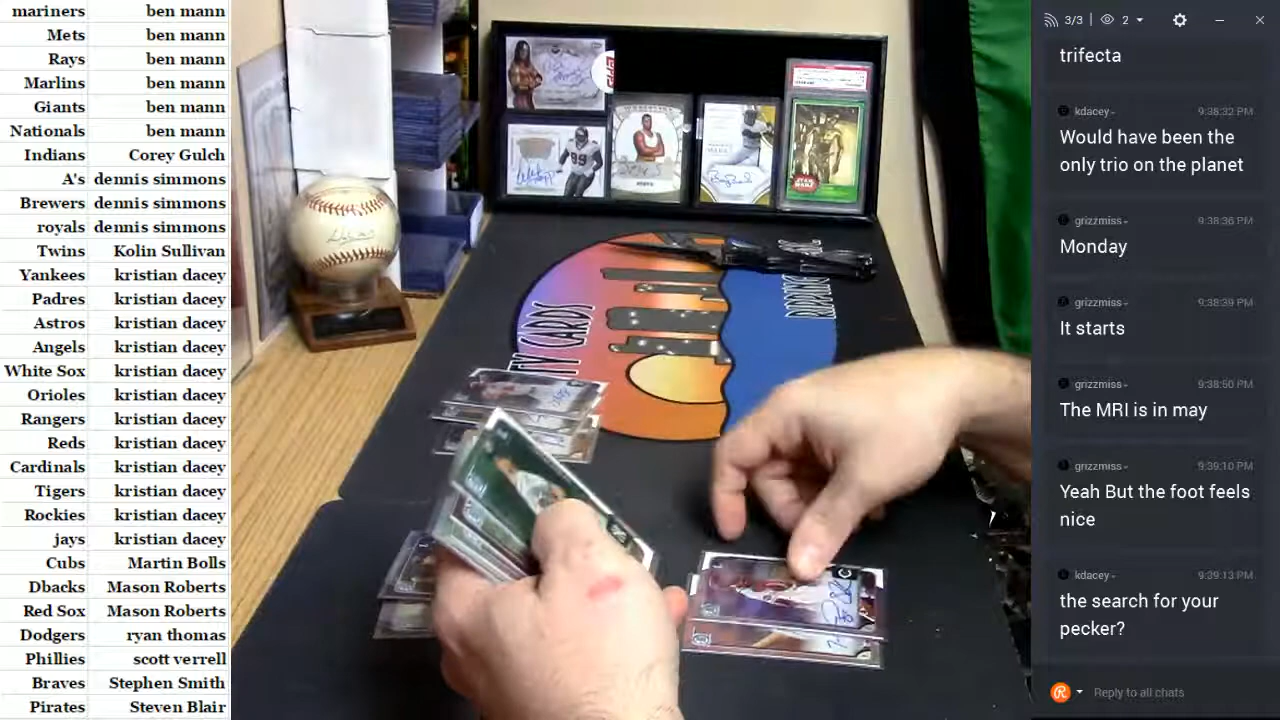 mariners ben mann
Mets ben mann
Rays ben mann
Marlins ben mann
Giants ben mann
Nationals ben mann
Indians Corey Gulch
A's dennis simmons
Brewers dennis simmons
royals dennis simmons
Twins Kolin Sullivan
Yankees kristian dacey
Padres kristian dacey
Astros kristian dacey
Angels kristian dacey
White Sox kristian dacey
Orioles kristian dacey
Rangers kristian dacey
Reds kristian dacey
Cardinals kristian dacey
Tigers kristian dacey
Rockies kristian dacey
jays kristian dacey
Cubs Martin Bolls
Dbacks Mason Roberts
Red Sox Mason Roberts
Dodgers ryan thomas
Phillies scott verrell
Braves Stephen Smith
Pirates Steven Blair
STAR WARS
TY CARDS
RIPPING
99
3/3
2
trifecta
kdacey 9:38:32 PM
Would have been the
only trio on the planet
grizzmiss 9:38:36 PM
Monday
grizzmiss 9:38:39 PM
It starts
grizzmiss 9:38:50 PM
The MRI is in may
grizzmiss 9:39:10 PM
Yeah But the foot feels
nice
kdacey 9:39:13 PM
the search for your
pecker?
Reply to all chats